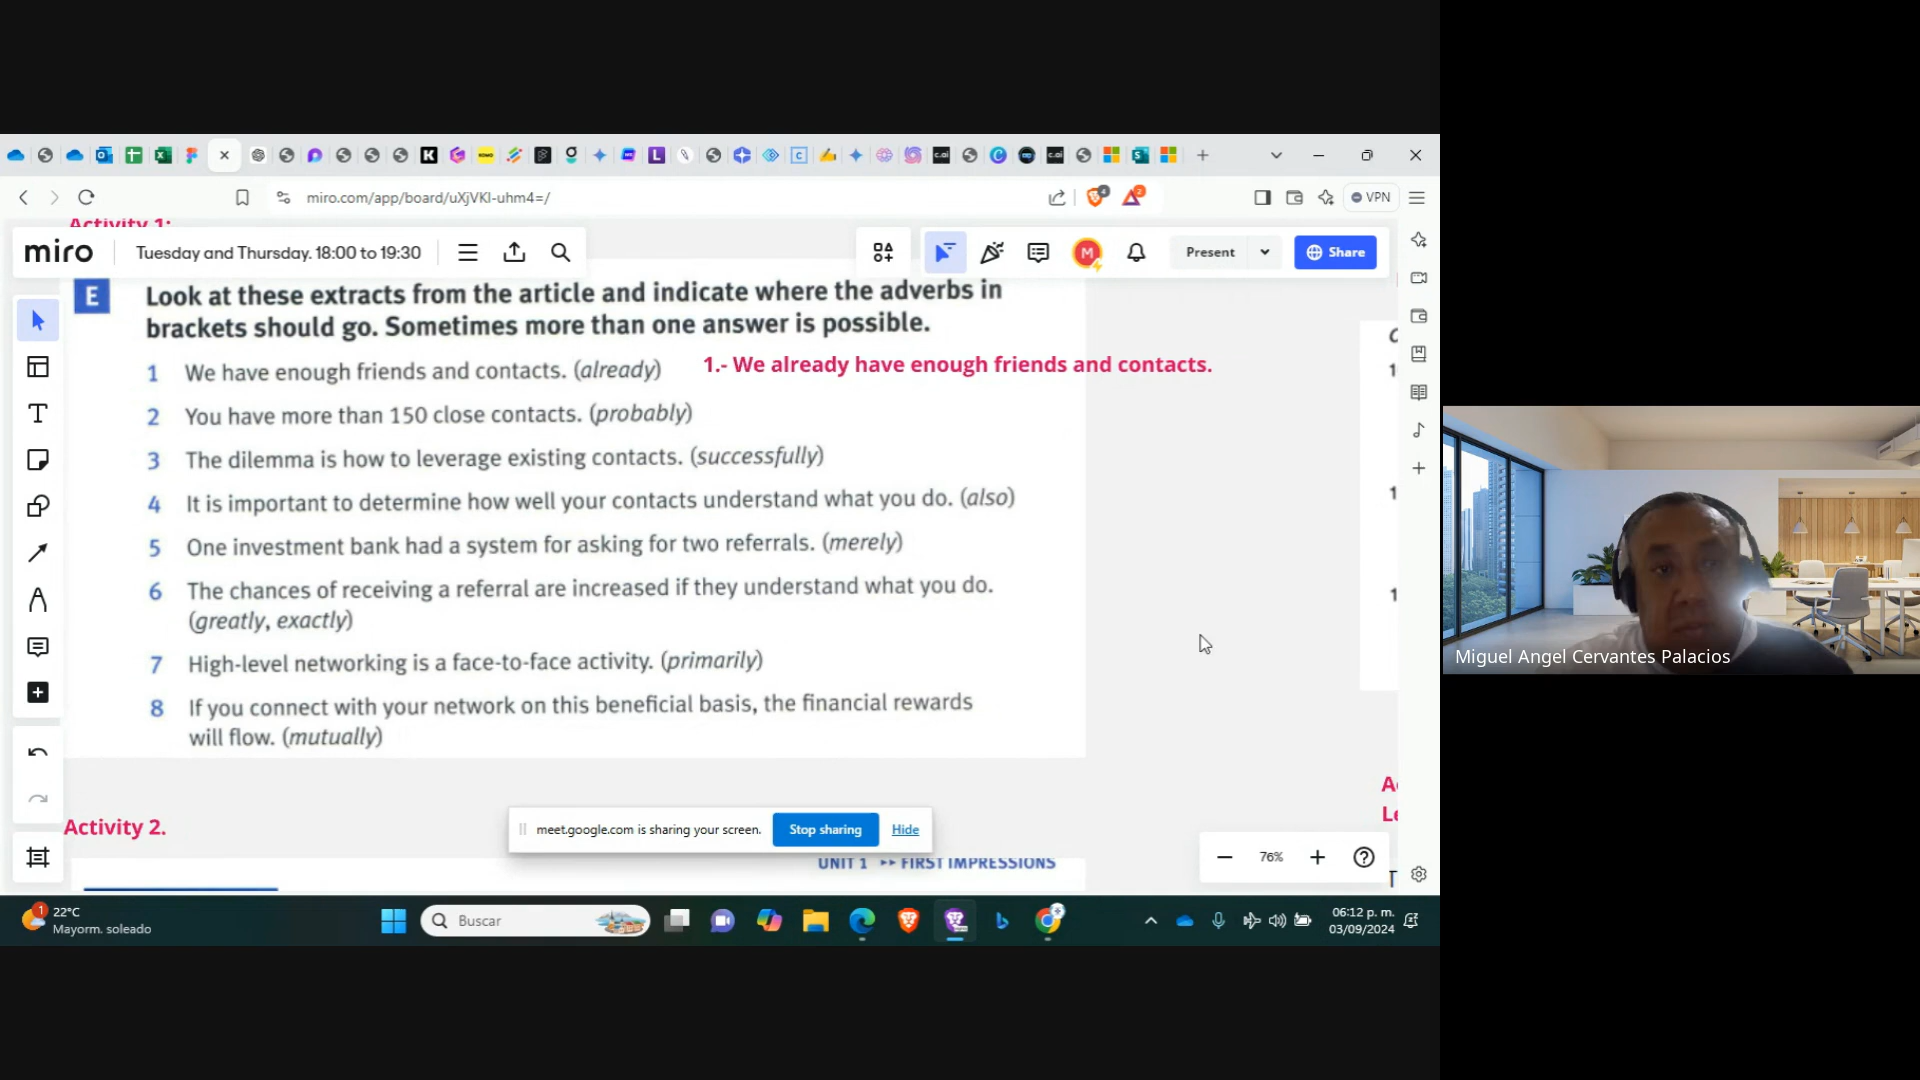 miro.com/app/board/uXjVKI-uhm4=/
VPN
Activity 1:
miro
Tuesday and Thursday. 18:00 to 19:30
Present
Share
E
Look at these extracts from the article and indicate where the adverbs in
brackets should go. Sometimes more than one answer is possible.
1 We have enough friends and contacts. (already)
1.- We already have enough friends and contacts.
2 You have more than 150 close contacts. (probably)
3 The dilemma is how to leverage existing contacts. (successfully)
4 It is important to determine how well your contacts understand what you do. (also)
5 One investment bank had a system for asking for two referrals. (merely)
6 The chances of receiving a referral are increased if they understand what you do.
(greatly, exactly)
7 High-level networking is a face-to-face activity. (primarily)
8 If you connect with your network on this beneficial basis, the financial rewards
will flow. (mutually)
Activity 2.
meet.google.com is sharing your screen.
Stop sharing
Hide
UNIT 1 ▸▸ FIRST IMPRESSIONS
76%
22°C
Mayorm. soleado
Buscar
06:12 p. m.
03/09/2024
Miguel Angel Cervantes Palacios